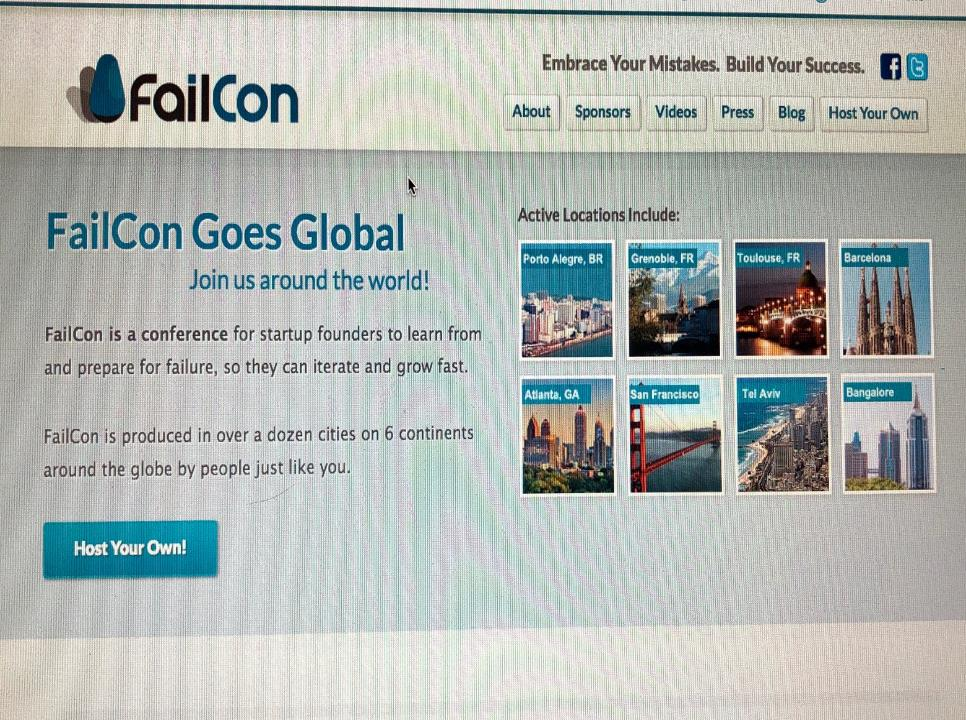 FailCon
Embrace Your Mistakes. Build Your Success.
About Sponsors Videos Press Blog Host Your Own
FailCon Goes Global
Join us around the world!
FailCon is a conference for startup founders to learn from
and prepare for failure, so they can iterate and grow fast.
FailCon is produced in over a dozen cities on 6 continents
around the globe by people just like you.
Host Your Own!
Active Locations Include:
Porto Alegre, BR
Grenoble, FR
Toulouse, FR
Barcelona
Atlanta, GA
San Francisco
Tel Aviv
Bangalore